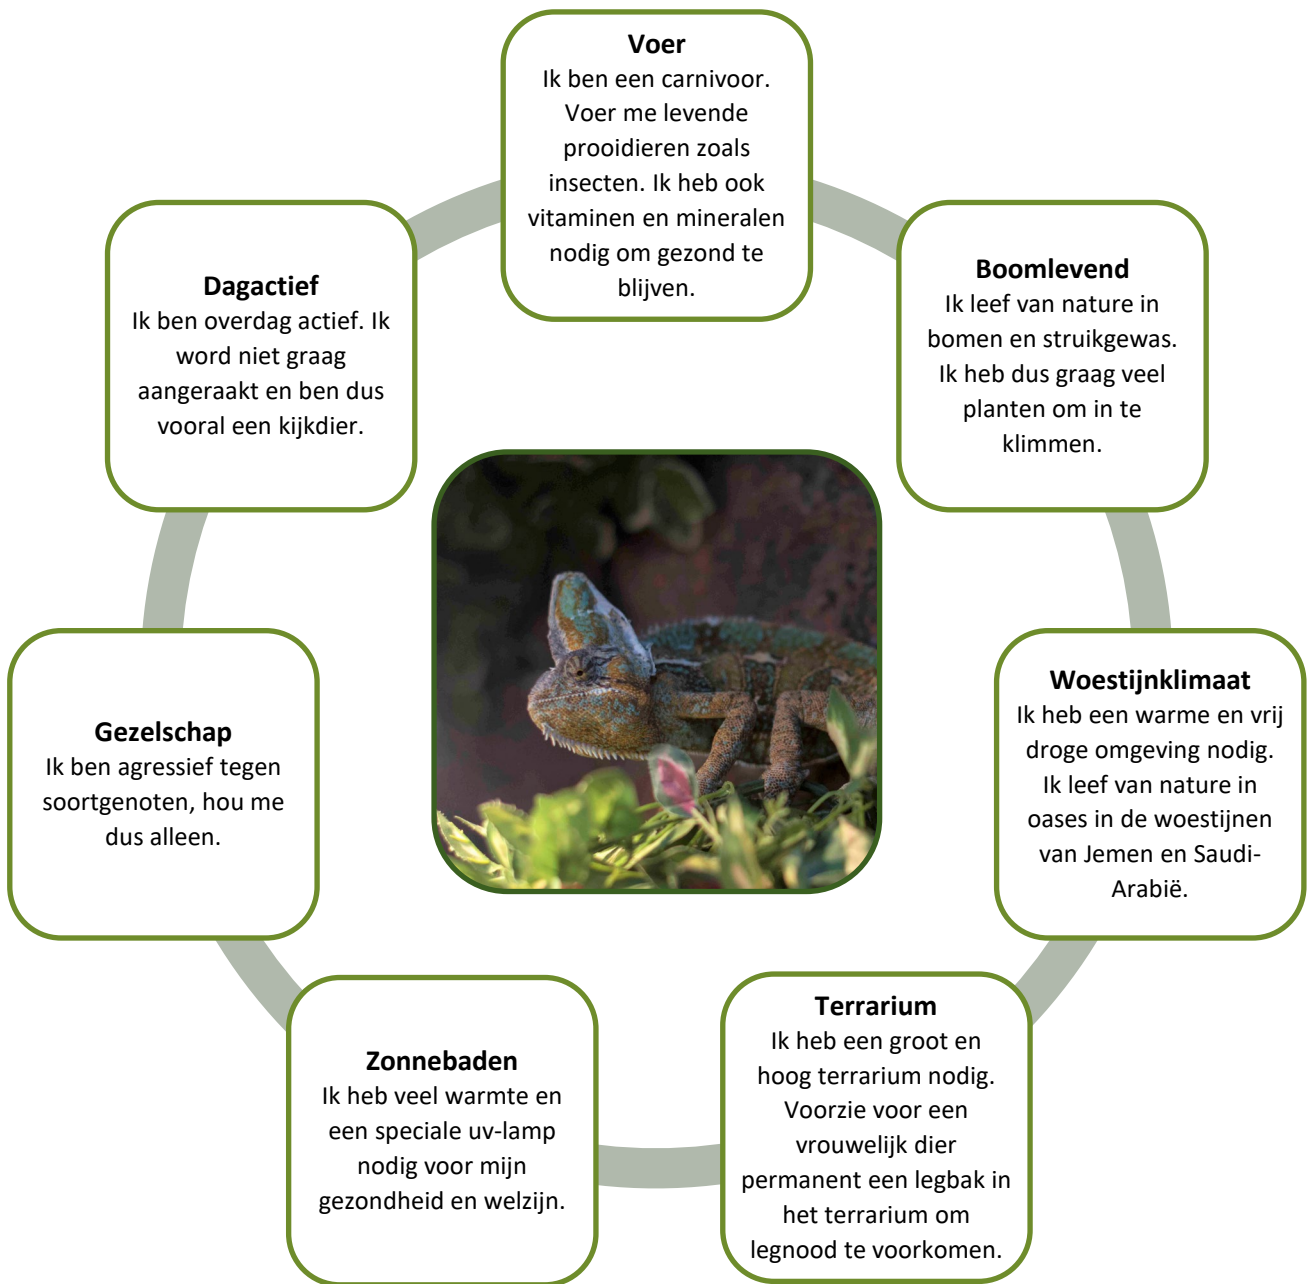 Voer
Ik ben een carnivoor.
Voer me levende
prooidieren zoals
insecten. Ik heb ook
vitaminen en mineralen
nodig om gezond te
blijven.
Boomlevend
Ik leef van nature in
bomen en struikgewas.
Ik heb dus graag veel
planten om in te
klimmen.
Woestijnklimaat
Ik heb een warme en vrij
droge omgeving nodig.
Ik leef van nature in
oases in de woestijnen
van Jemen en Saudi-
Arabië.
Terrarium
Ik heb een groot en
hoog terrarium nodig.
Voorzie voor een
vrouwelijk dier
permanent een legbak in
het terrarium om
legnood te voorkomen.
Zonnebaden
Ik heb veel warmte en
een speciale uv-lamp
nodig voor mijn
gezondheid en welzijn.
Gezelschap
Ik ben agressief tegen
soortgenoten, hou me
dus alleen.
Dagactief
Ik ben overdag actief. Ik
word niet graag
aangeraakt en ben dus
vooral een kijkdier.